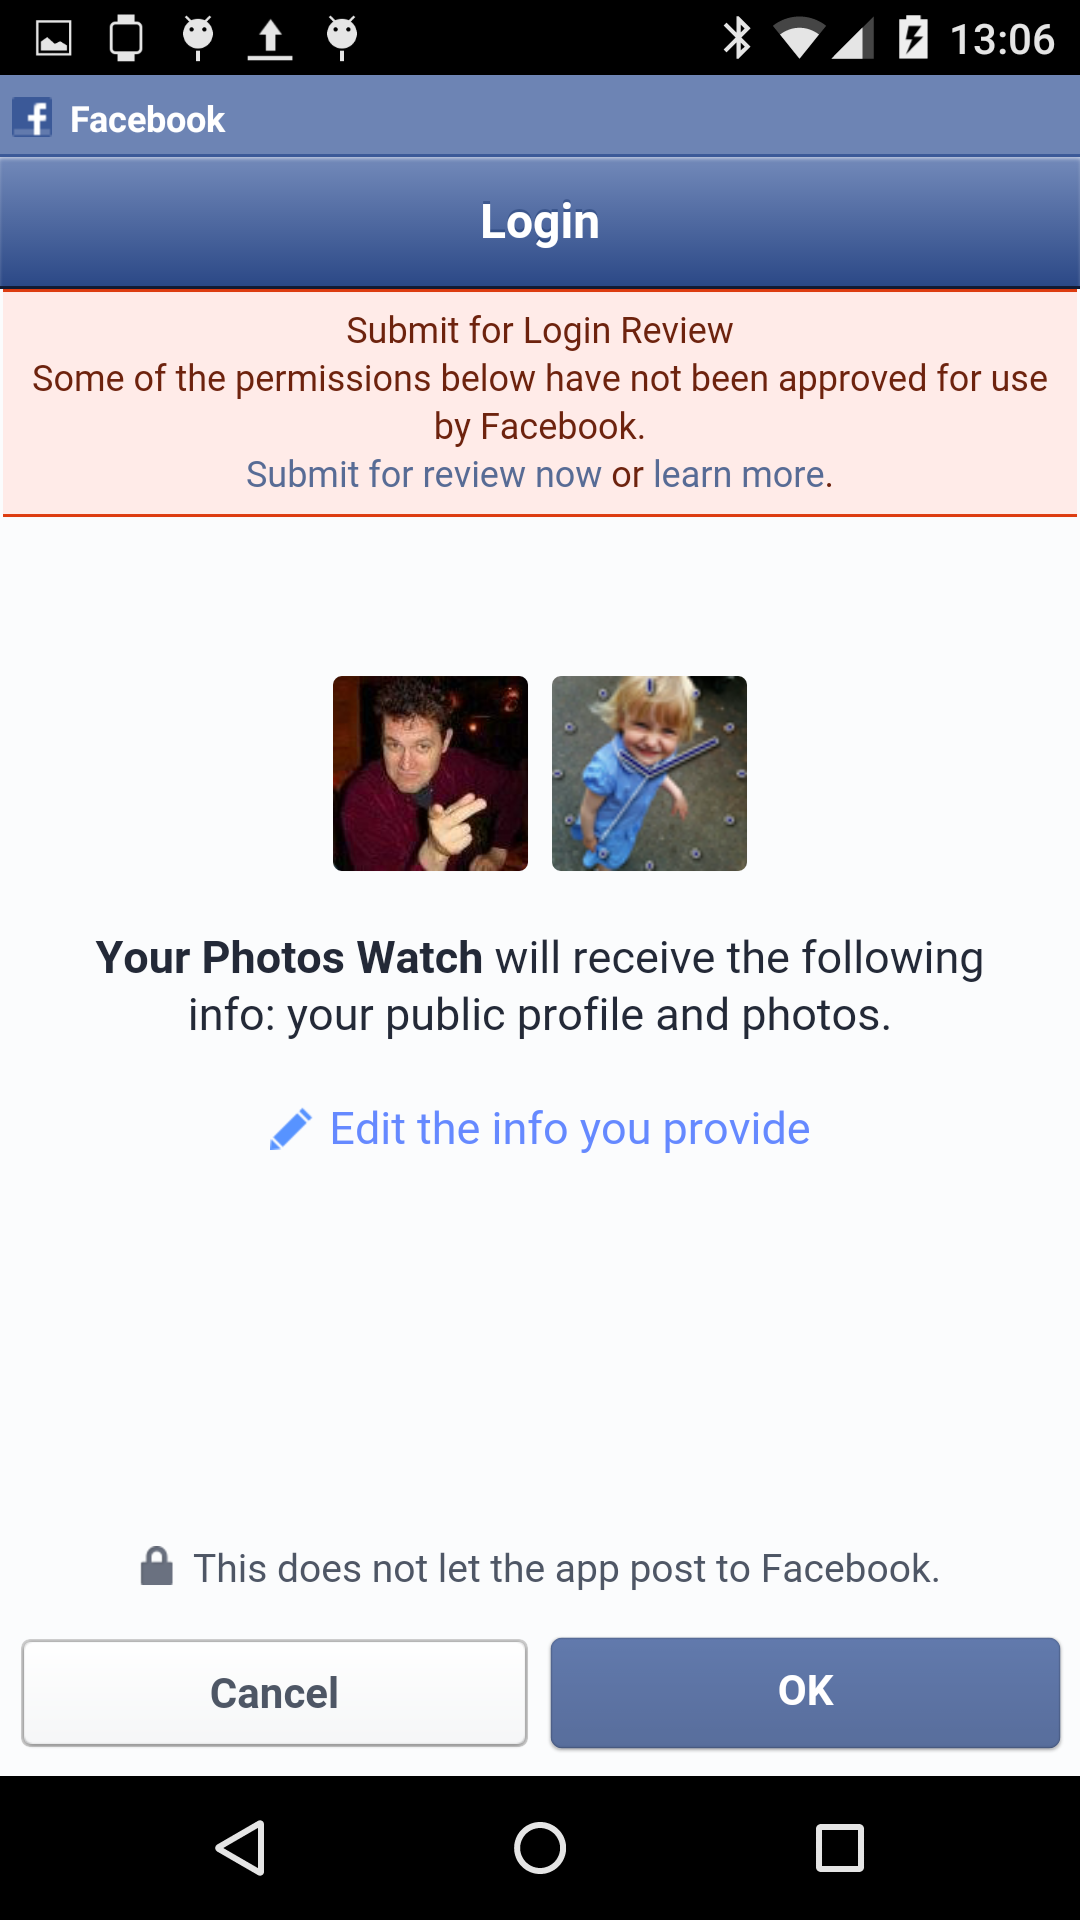 13:06
Facebook
Login
Submit for Login Review
Some of the permissions below have not been approved for use
by Facebook.
Submit for review now or learn more.
Your Photos Watch will receive the following
info: your public profile and photos.
Edit the info you provide
This does not let the app post to Facebook.
Cancel
OK